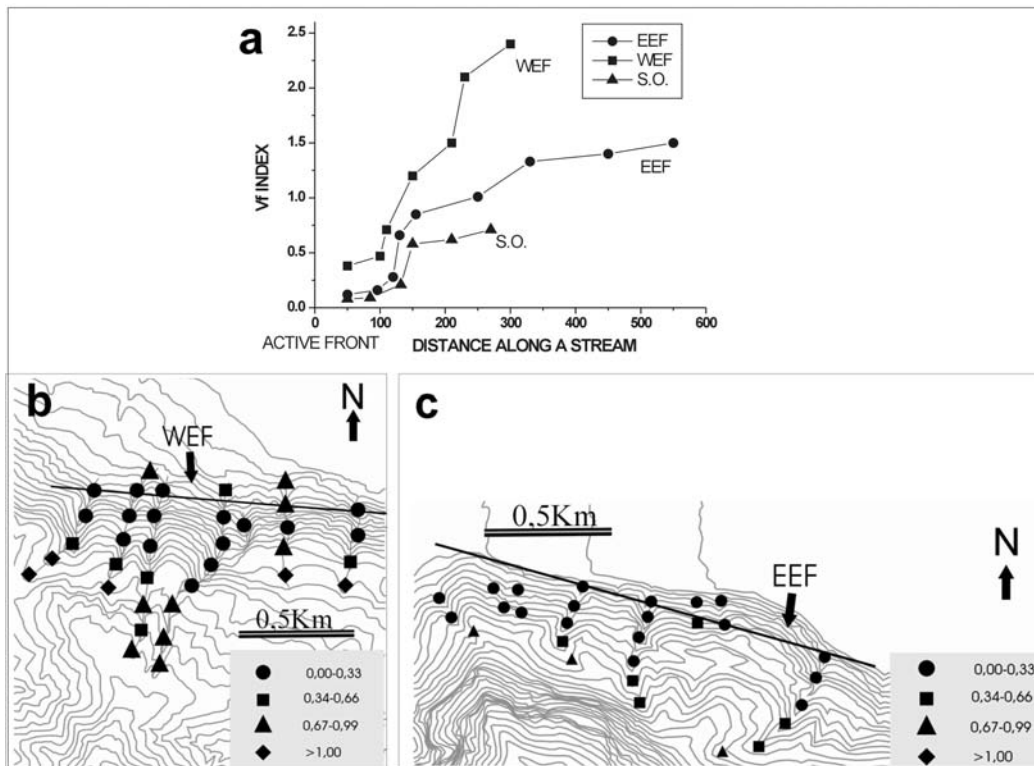 a
2.5
2.0
1.5
1.0
0.5
0.0
Vf INDEX
EEF
WEF
S.O.
WEF
EEF
S.O.
0 100 200 300 400 500 600
ACTIVE FRONT DISTANCE ALONG A STREAM
b
N
WEF
0,5Km
0,00-0,33
0,34-0,66
0,67-0,99
>1,00
c
0,5Km
N
EEF
0,00-0,33
0,34-0,66
0,67-0,99
>1,00